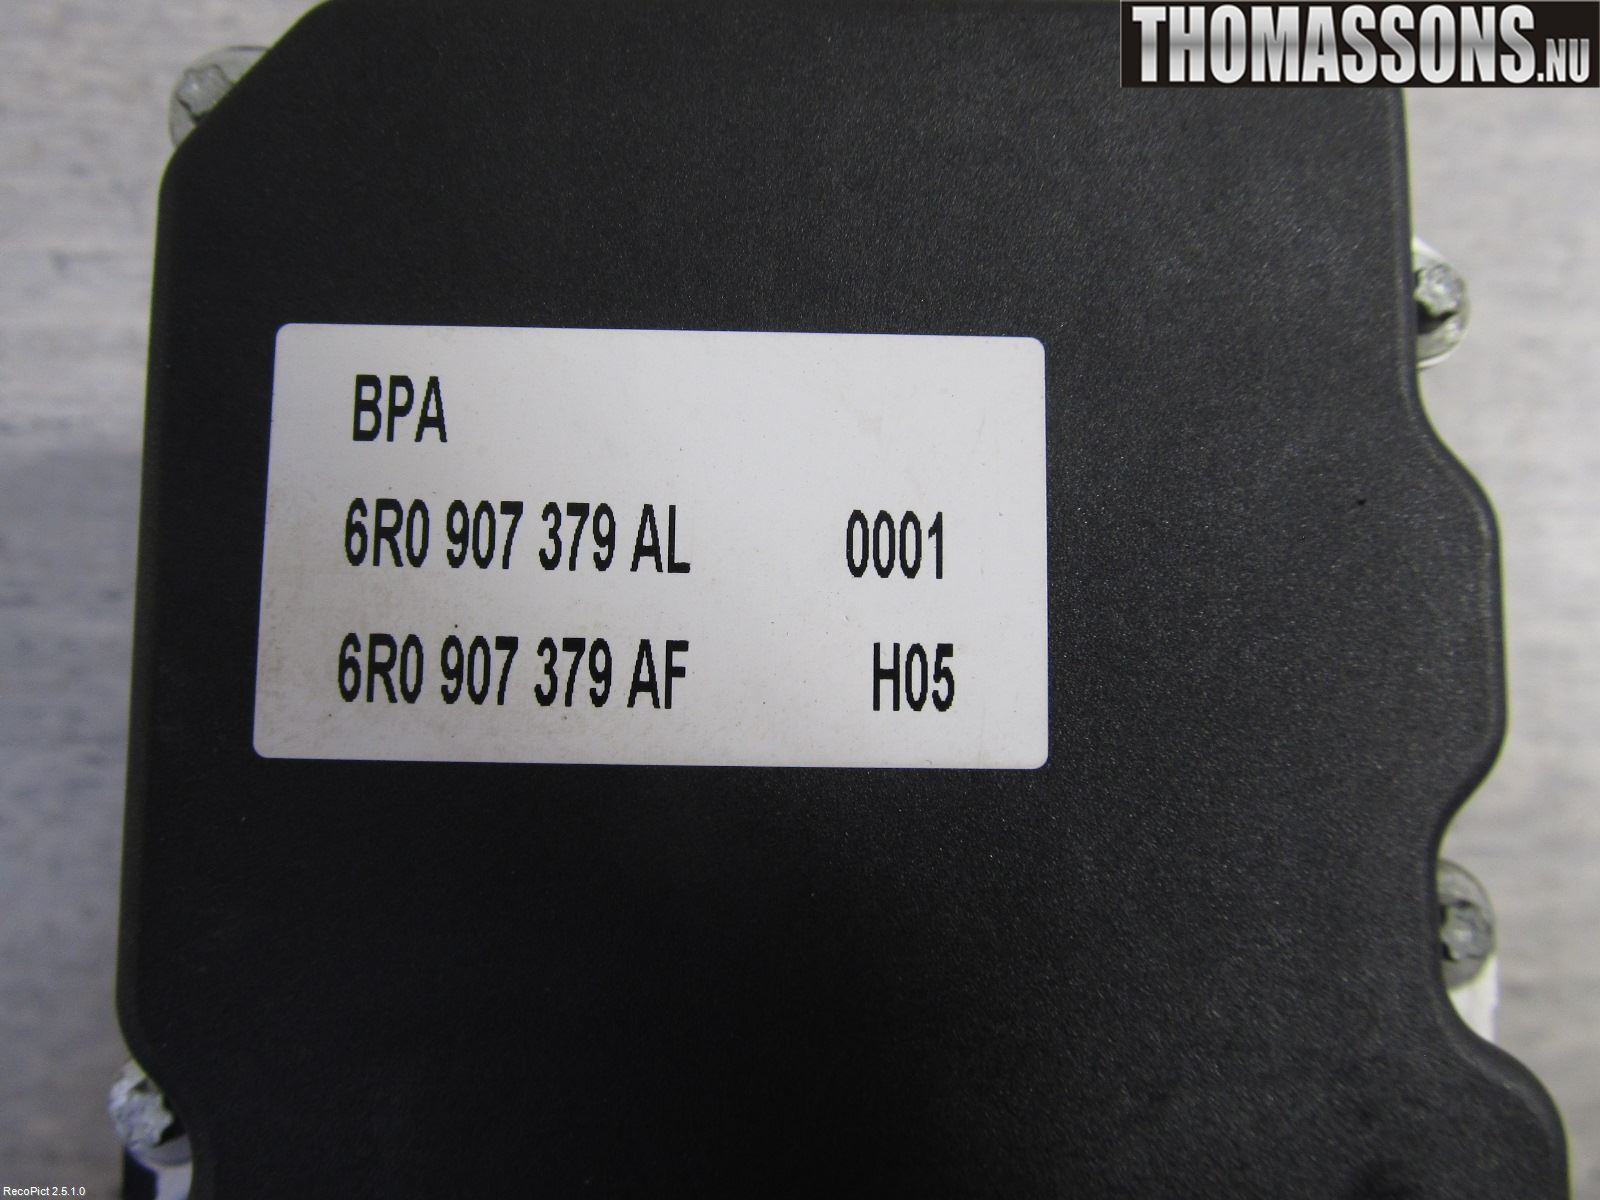 THOMASSONS.NU
BPA
6R0 907 379 AL 0001
6R0 907 379 AF H05
RecoPict 2.5.1.0